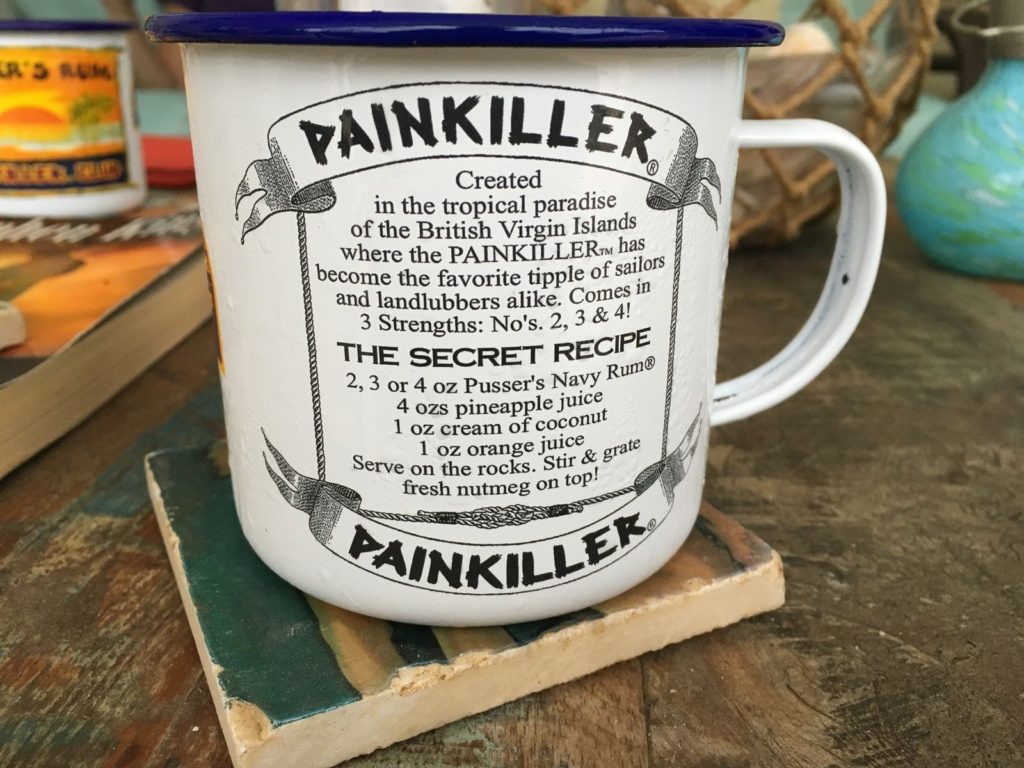 PAINKILLER®
Created
in the tropical paradise
of the British Virgin Islands
where the PAINKILLER™ has
become the favorite tipple of sailors
and landlubbers alike. Comes in
3 Strengths: No's. 2, 3 & 4!
THE SECRET RECIPE
2, 3 or 4 oz Pusser's Navy Rum®
4 ozs pineapple juice
1 oz cream of coconut
1 oz orange juice
Serve on the rocks. Stir & grate
fresh nutmeg on top!
PAINKILLER®
ER'S RUM